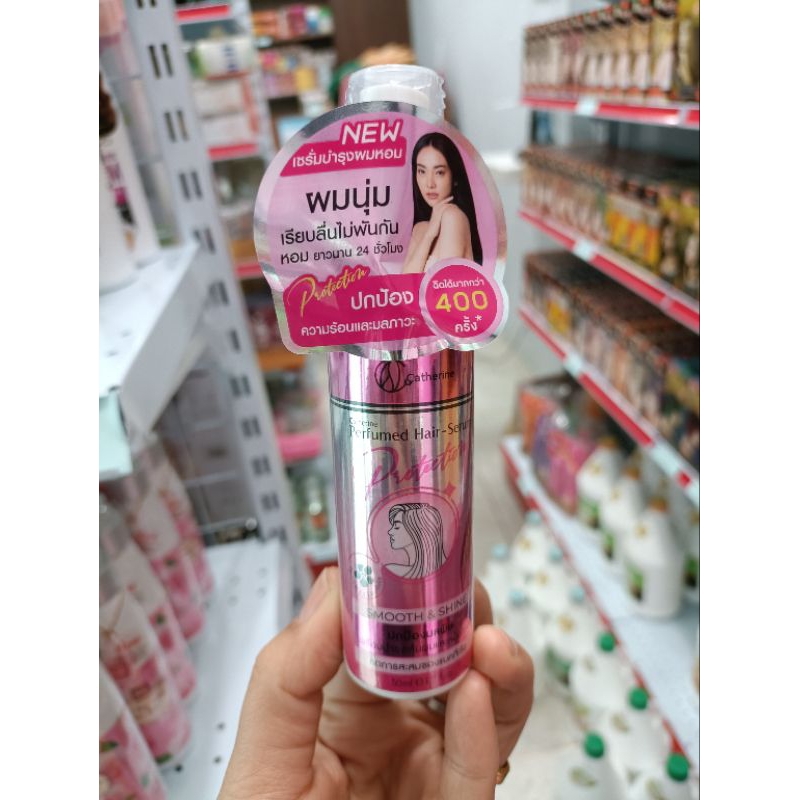 NEW
เซรั่มบำรุงผมหอม
ผมนุ่ม
เรียบลื่นไม่พันกัน
หอม ยาวนาน 24 ชั่วโมง
Protection
ปกป้อง
ความร้อนและมลภาวะ
ฉีดได้มากกว่า
400
ครั้ง*
Catherine
Catherine
Perfumed Hair-Serum
Protection
SMOOTH & SHINE